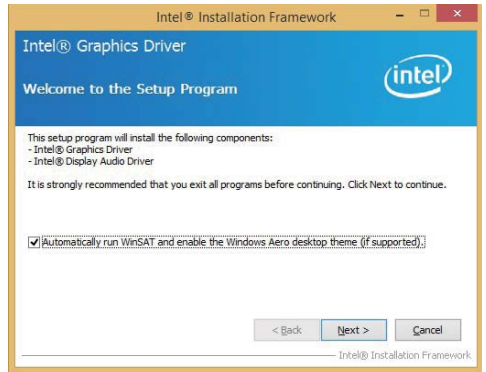 Intel® Installation Framework
Intel® Graphics Driver
Welcome to the Setup Program
intel
This setup program will install the following components:
- Intel® Graphics Driver
- Intel® Display Audio Driver
It is strongly recommended that you exit all programs before continuing. Click Next to continue.
Automatically run WinSAT and enable the Windows Aero desktop theme (if supported).
< Back Next > Cancel
Intel® Installation Framework